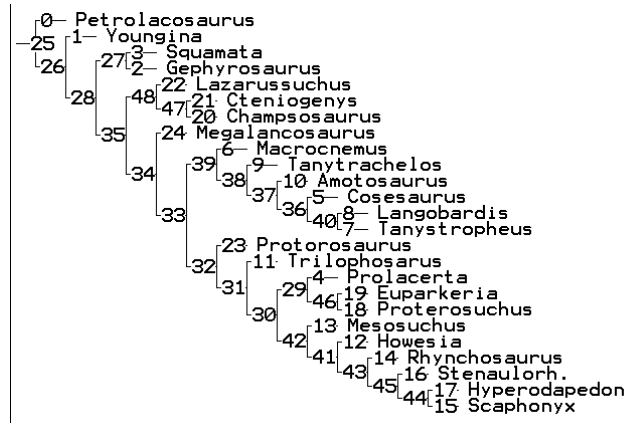 0 Petrolacosaurus
25
1 Youngina
26
3 Squamata
27
2 Gephyrosaurus
22 Lazarussuchus
28 48
21 Cteniogenys
47
20 Champsosaurus
35
24 Megalancosaurus
6 Macrocnemus
39
9 Tanytrachelos
34 38
10 Amotosaurus
37
5 Cosesaurus
36
8 Langobardis
33 40
7 Tanystropheus
23 Protorosaurus
32
11 Trilophosarus
31
4 Prolacerta
29
19 Euparkeria
46
18 Proterosuchus
30
13 Mesosuchus
42
12 Howesia
41
14 Rhynchosaurus
43
16 Stenaulorh.
45
17 Hyperodapedon
44
15 Scaphonyx